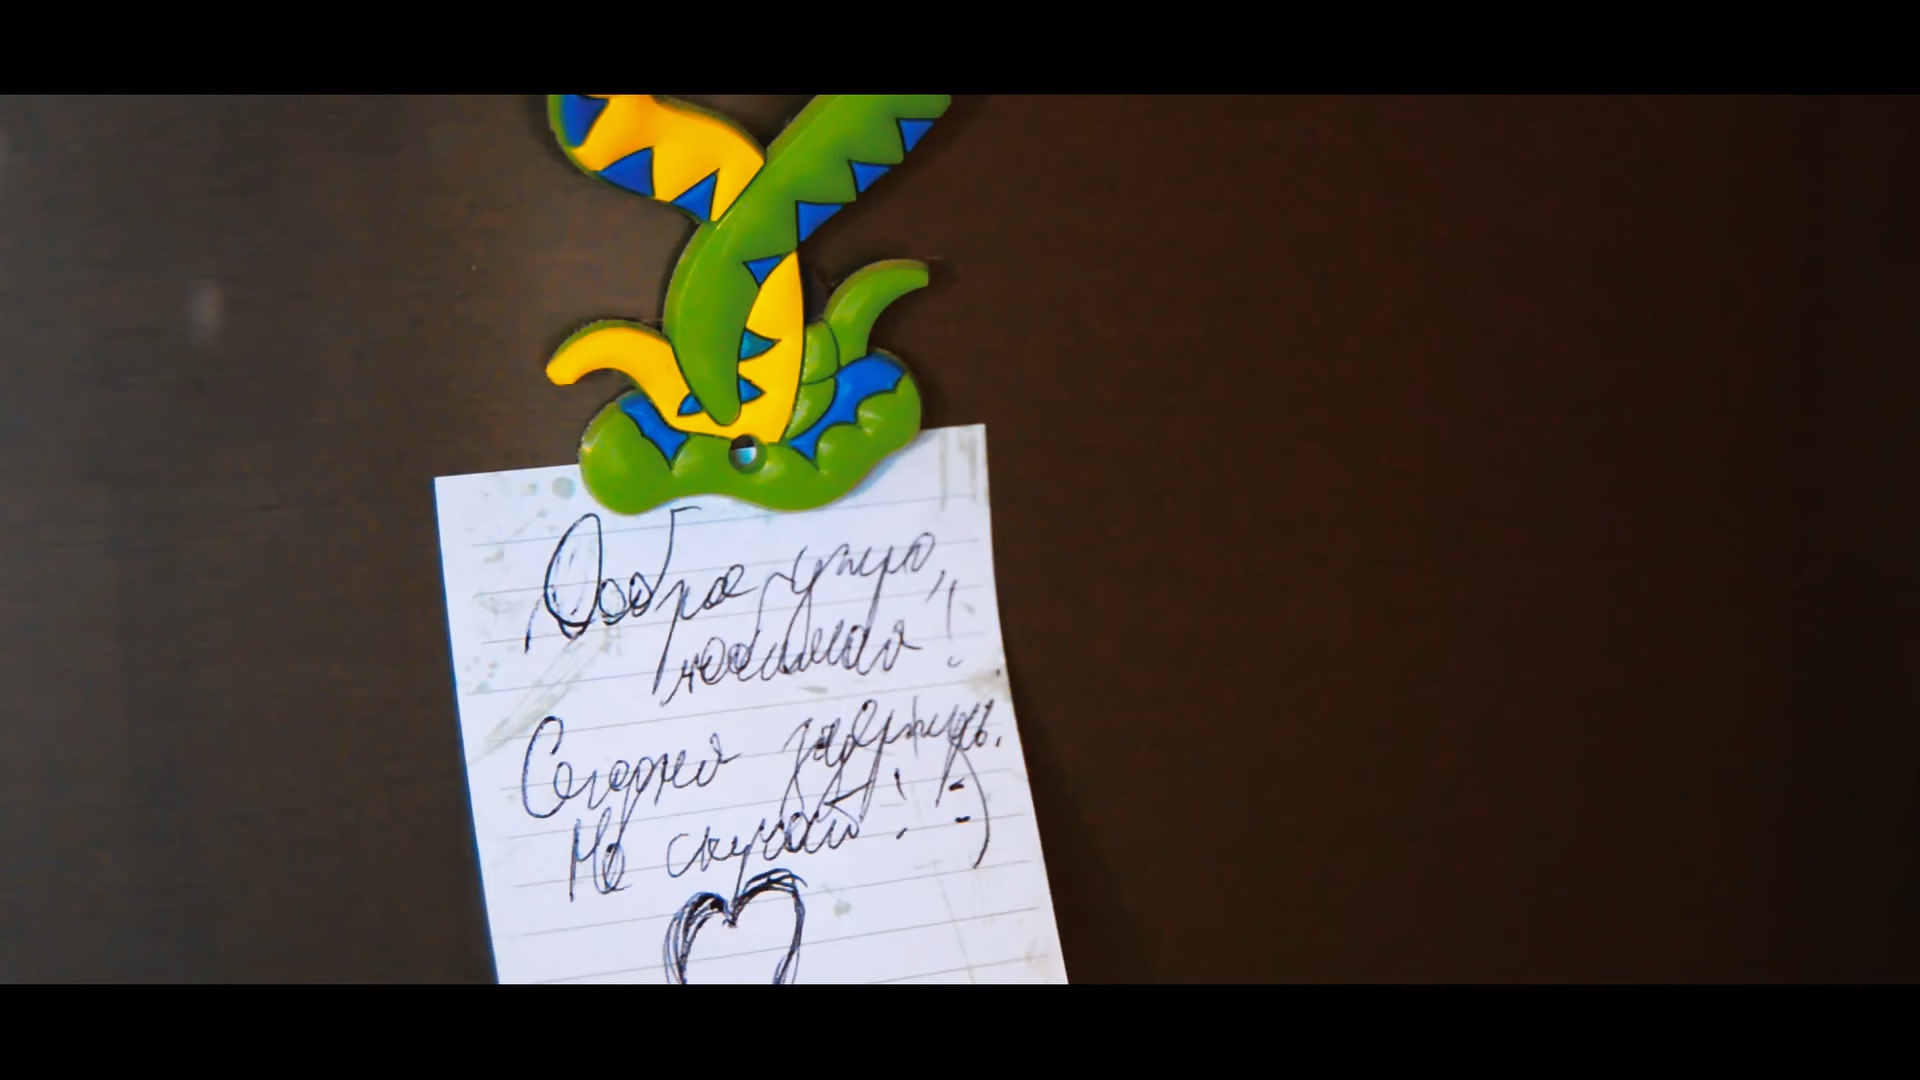 Доброе утро,
любимая!
Сегодня задержусь.
Не скучай! :-)